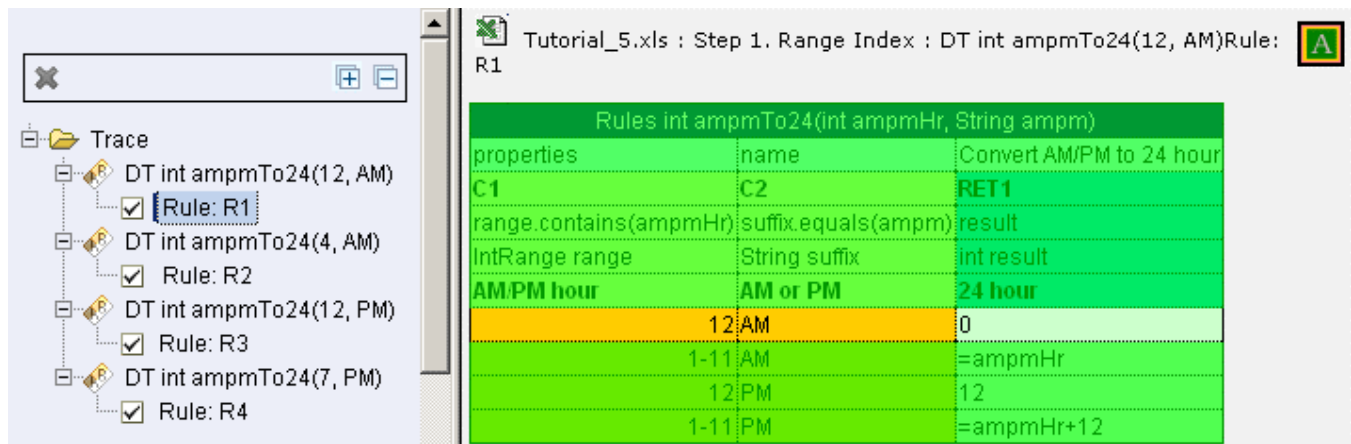 Trace
DT int ampmTo24(12, AM)
Rule: R1
DT int ampmTo24(4, AM)
Rule: R2
DT int ampmTo24(12, PM)
Rule: R3
DT int ampmTo24(7, PM)
Rule: R4
Tutorial_5.xls : Step 1. Range Index : DT int ampmTo24(12, AM)Rule:
R1
A
Rules int ampmTo24(int ampmHr, String ampm)
properties name Convert AM/PM to 24 hour
C1 C2 RET1
range.contains(ampmHr) suffix.equals(ampm) result
IntRange range String suffix int result
AM/PM hour AM or PM 24 hour
12 AM 0
1-11 AM =ampmHr
12 PM 12
1-11 PM =ampmHr+12